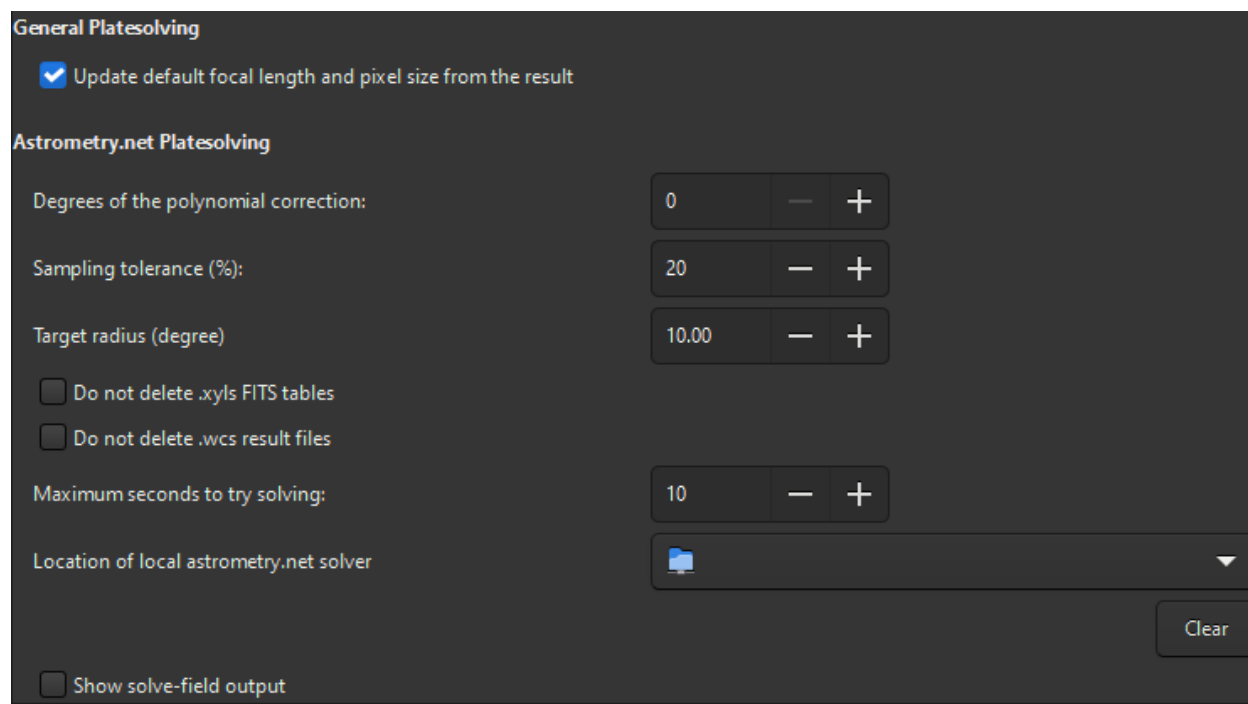 General Platesolving
Update default focal length and pixel size from the result
Astrometry.net Platesolving
Degrees of the polynomial correction: 0
Sampling tolerance (%): 20
Target radius (degree) 10.00
Do not delete .xyls FITS tables
Do not delete .wcs result files
Maximum seconds to try solving: 10
Location of local astrometry.net solver
Clear
Show solve-field output